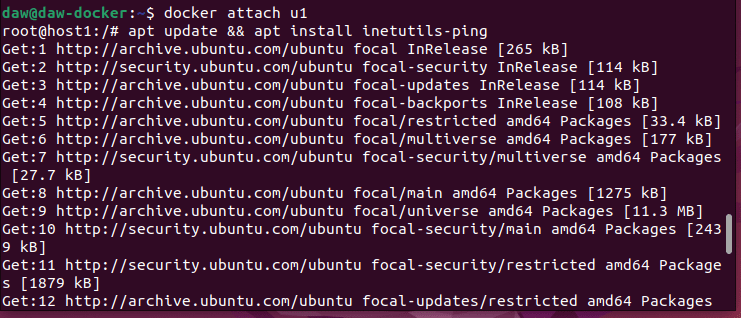 daw@daw-docker:~$ docker attach u1
root@host1:/# apt update && apt install inetutils-ping
Get:1 http://archive.ubuntu.com/ubuntu focal InRelease [265 kB]
Get:2 http://security.ubuntu.com/ubuntu focal-security InRelease [114 kB]
Get:3 http://archive.ubuntu.com/ubuntu focal-updates InRelease [114 kB]
Get:4 http://archive.ubuntu.com/ubuntu focal-backports InRelease [108 kB]
Get:5 http://archive.ubuntu.com/ubuntu focal/restricted amd64 Packages [33.4 kB]
Get:6 http://archive.ubuntu.com/ubuntu focal/multiverse amd64 Packages [177 kB]
Get:7 http://security.ubuntu.com/ubuntu focal-security/multiverse amd64 Packages
 [27.7 kB]
Get:8 http://archive.ubuntu.com/ubuntu focal/main amd64 Packages [1275 kB]
Get:9 http://archive.ubuntu.com/ubuntu focal/universe amd64 Packages [11.3 MB]
Get:10 http://security.ubuntu.com/ubuntu focal-security/main amd64 Packages [243
9 kB]
Get:11 http://security.ubuntu.com/ubuntu focal-security/restricted amd64 Package
s [1879 kB]
Get:12 http://archive.ubuntu.com/ubuntu focal-updates/restricted amd64 Packages